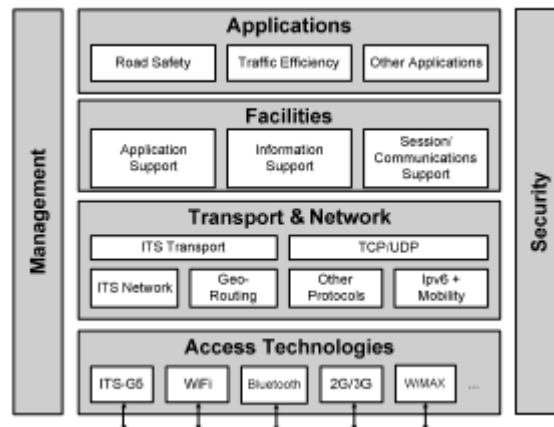 Applications
Road Safety
Traffic Efficiency
Other Applications
Facilities
Application
Support
Information
Support
Session/
Communications
Support
Transport & Network
ITS Transport
TCP/UDP
ITS Network
Geo-
Routing
Other
Protocols
Ipv6 +
Mobility
Access Technologies
ITS-G5
WiFi
Bluetooth
2G/3G
WiMAX
...
Management
Security